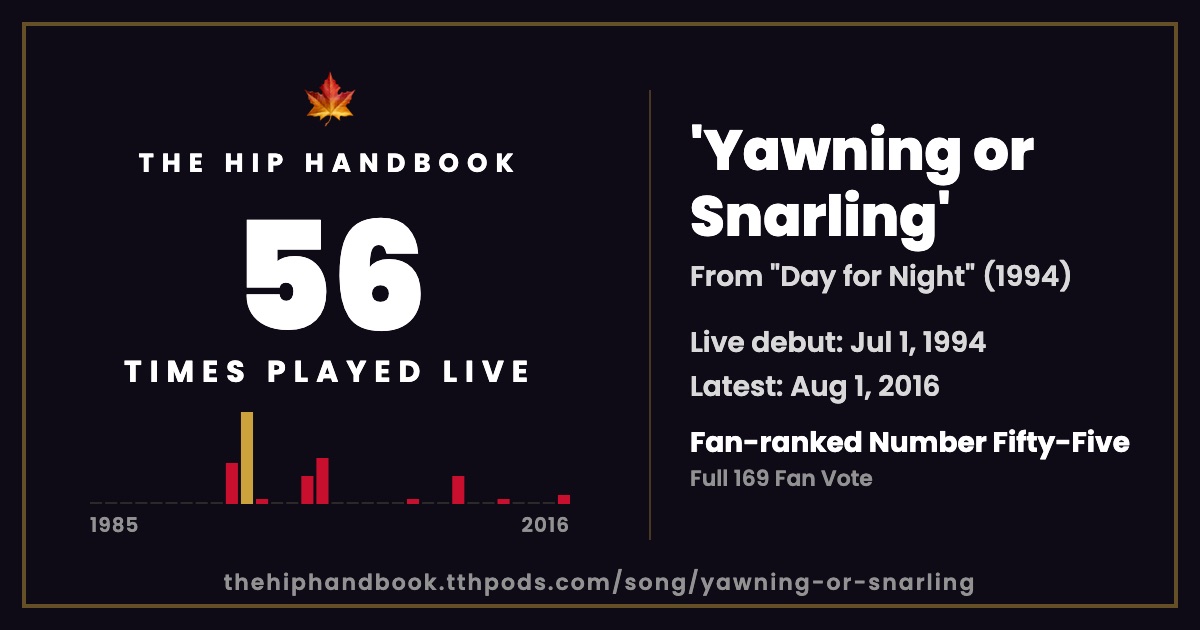 THE HIP HANDBOOK
56
TIMES PLAYED LIVE
1985
2016
'Yawning or
Snarling'
From "Day for Night" (1994)
Live debut: Jul 1, 1994
Latest: Aug 1, 2016
Fan-ranked Number Fifty-Five
Full 169 Fan Vote
thehiphandbook.tthpods.com/song/yawning-or-snarling